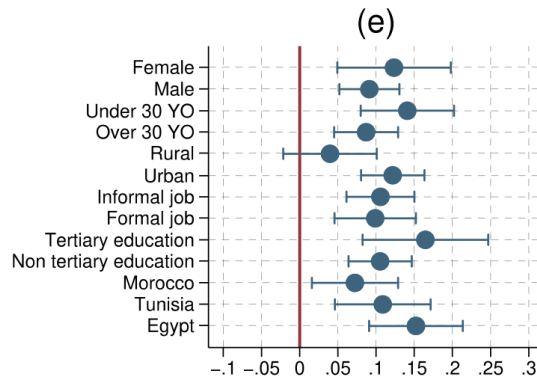 (e)
Female
Male
Under 30 YO
Over 30 YO
Rural
Urban
Informal job
Formal job
Tertiary education
Non tertiary education
Morocco
Tunisia
Egypt
-.1 -.05 0 .05 .1 .15 .2 .25 .3